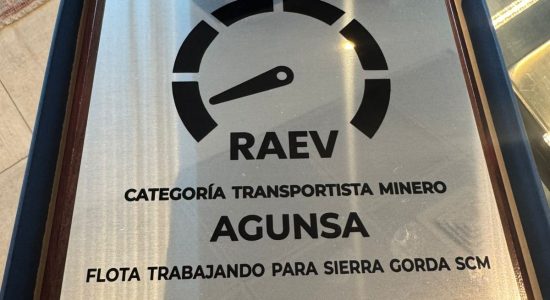 RAEV
CATEGORÍA TRANSPORTISTA MINERO
AGUNSA
FLOTA TRABAJANDO PARA SIERRA GORDA SCM